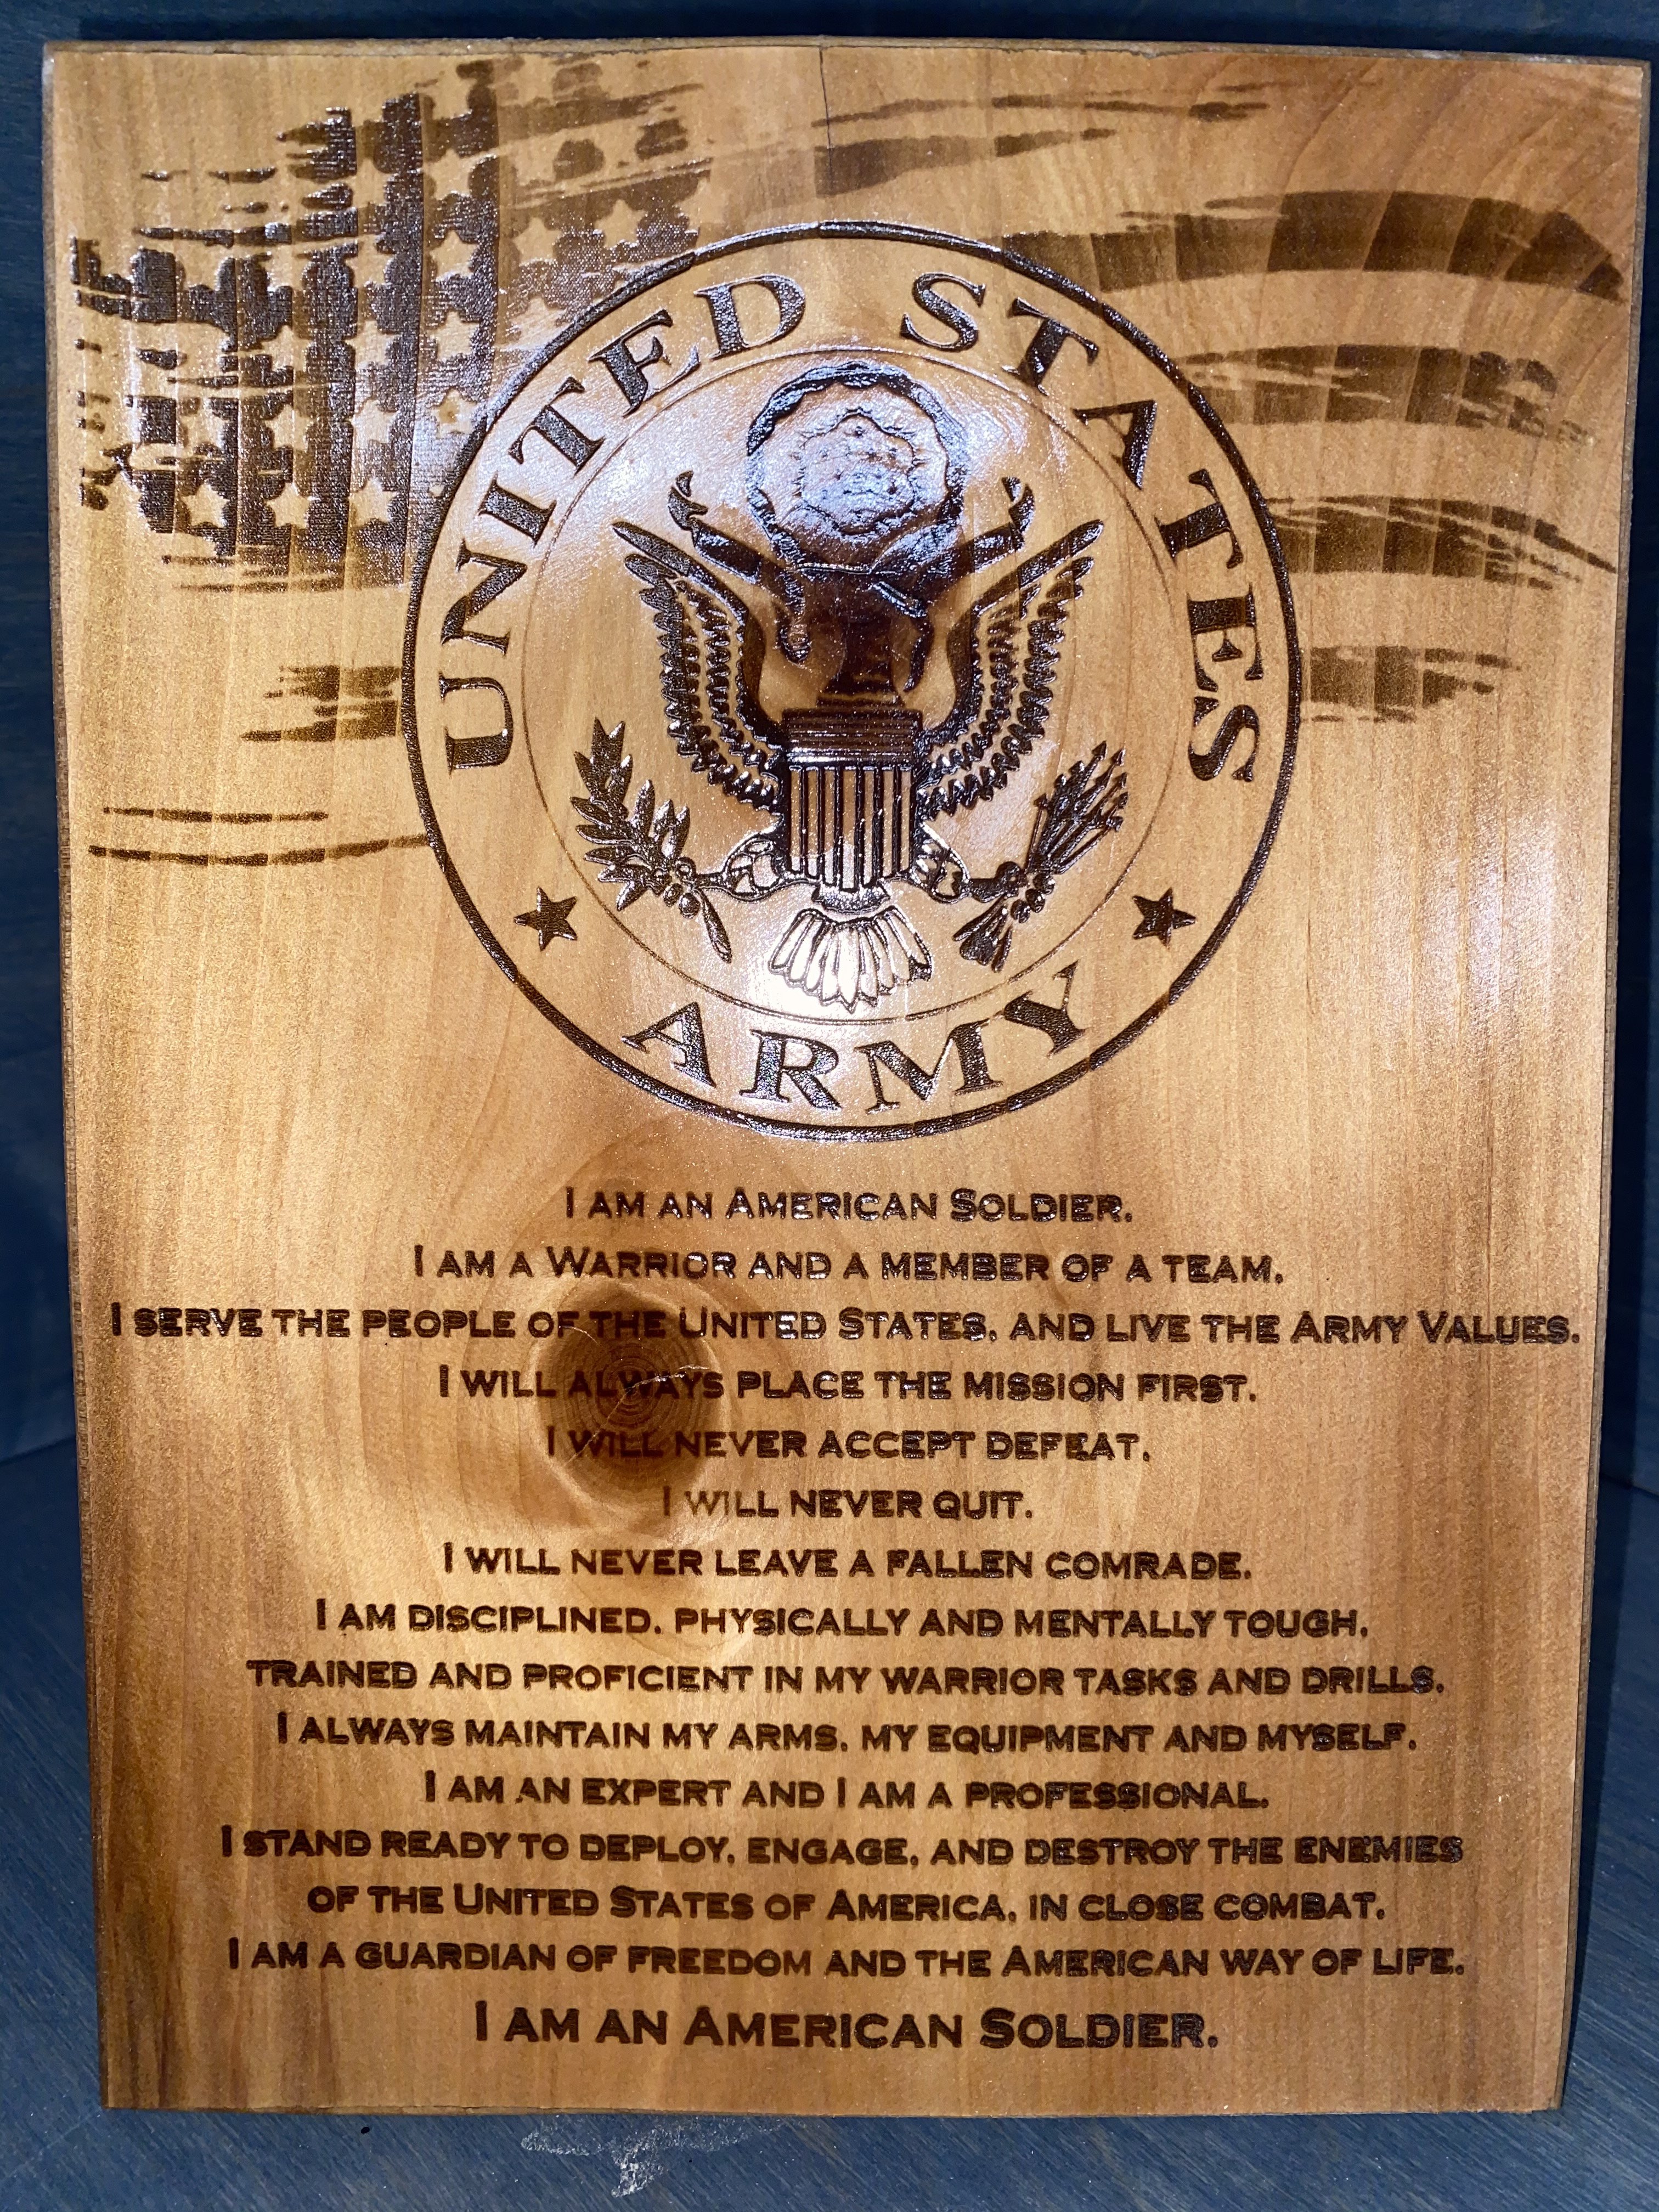 UNITED STATES
ARMY
I AM AN AMERICAN SOLDIER.
I AM A WARRIOR AND A MEMBER OF A TEAM.
I SERVE THE PEOPLE OF THE UNITED STATES, AND LIVE THE ARMY VALUES.
I WILL ALWAYS PLACE THE MISSION FIRST.
I WILL NEVER ACCEPT DEFEAT.
I WILL NEVER QUIT.
I WILL NEVER LEAVE A FALLEN COMRADE.
I AM DISCIPLINED, PHYSICALLY AND MENTALLY TOUGH,
TRAINED AND PROFICIENT IN MY WARRIOR TASKS AND DRILLS.
I ALWAYS MAINTAIN MY ARMS, MY EQUIPMENT AND MYSELF.
I AM AN EXPERT AND I AM A PROFESSIONAL.
I STAND READY TO DEPLOY, ENGAGE, AND DESTROY THE ENEMIES
OF THE UNITED STATES OF AMERICA, IN CLOSE COMBAT.
I AM A GUARDIAN OF FREEDOM AND THE AMERICAN WAY OF LIFE.
I AM AN AMERICAN SOLDIER.